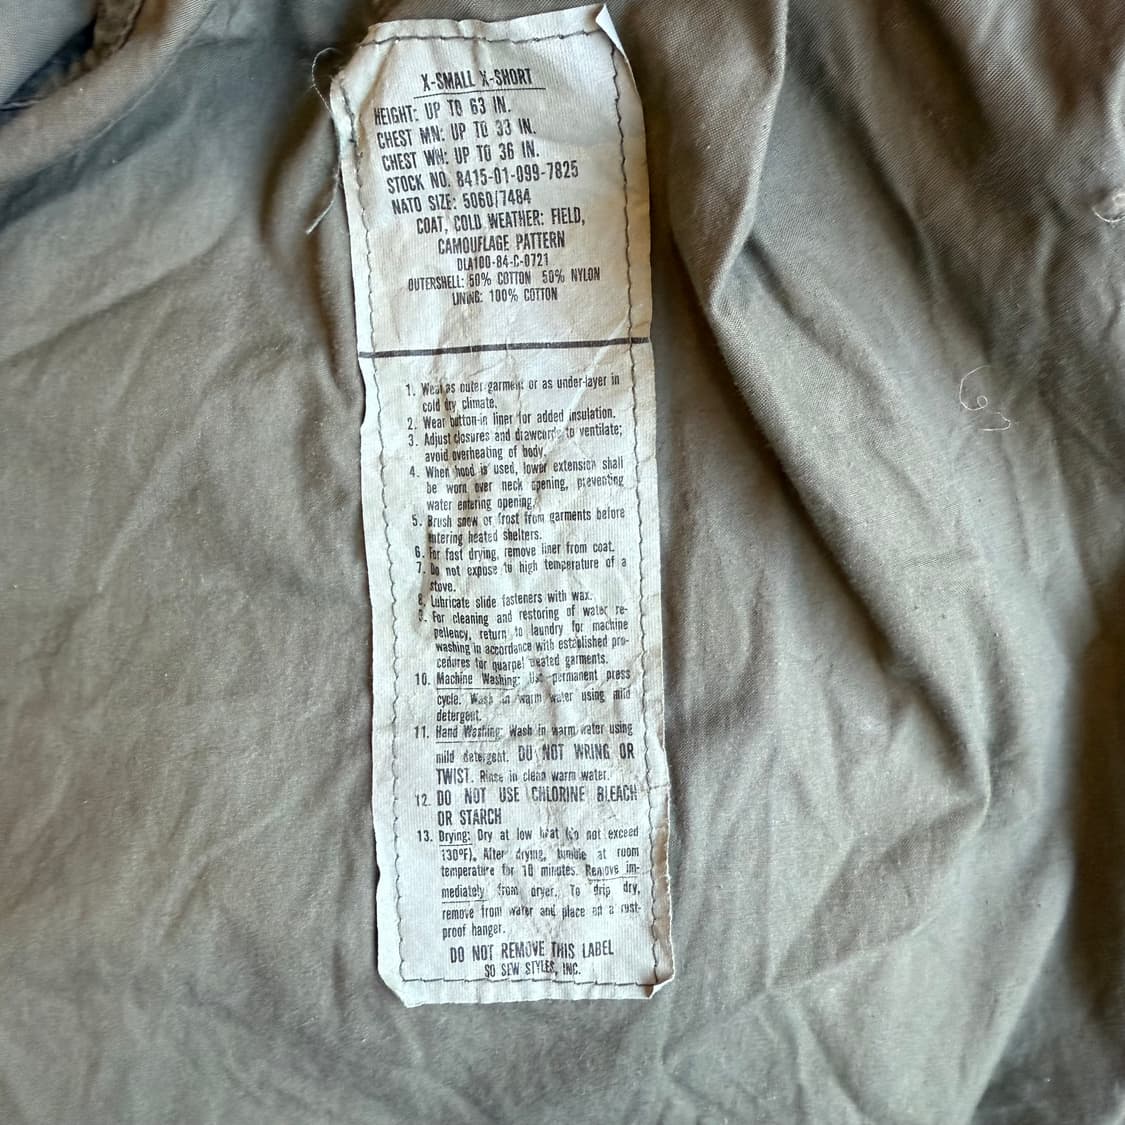 X-SMALL X-SHORT
HEIGHT: UP TO 63 IN.
CHEST MN: UP TO 33 IN.
CHEST WN: UP TO 36 IN.
STOCK NO. 8415-01-099-7825
NATO SIZE: 5060/7484
COAT, COLD WEATHER: FIELD,
CAMOUFLAGE PATTERN
DLA100-84-C-0721
OUTERSHELL: 50% COTTON 50% NYLON
LINING: 100% COTTON
1. Wear as outer garment or as under-layer in
cold dry climate.
2. Wear button-in liner for added insulation.
3. Adjust closures and drawcords to ventilate;
avoid overheating of body.
4. When hood is used, lower extension shall
be worn over neck opening, preventing
water entering opening.
5. Brush snow or frost from garments before
entering heated shelters.
6. For fast drying, remove liner from coat.
7. Do not expose to high temperature of a
stove.
8. Lubricate slide fasteners with wax.
9. For cleaning and restoring of water re-
pellency, return to laundry for machine
washing in accordance with established pro-
cedures for quarpel treated garments.
10. Machine Washing: Use permanent press
cycle. Wash in warm water using mild
detergent.
11. Hand Washing: Wash in warm water using
mild detergent. DO NOT WRING OR
TWIST. Rinse in clean warm water.
12. DO NOT USE CHLORINE BLEACH
OR STARCH
13. Drying: Dry at low heat (do not exceed
130°F). After drying, tumble at room
temperature for 10 minutes. Remove im-
mediately from dryer. To drip dry,
remove from water and place on a rust-
proof hanger.
DO NOT REMOVE THIS LABEL
SO SEW STYLES, INC.